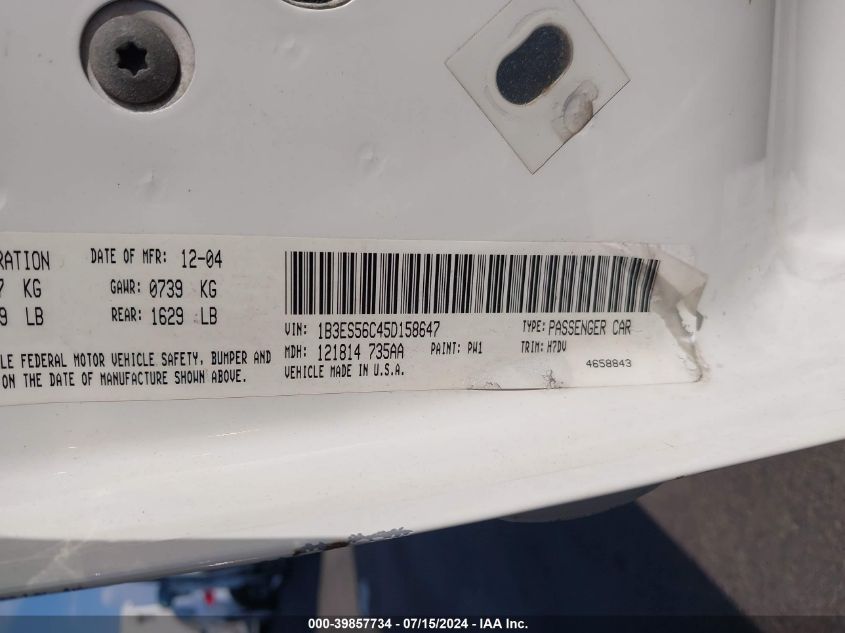 RATION DATE OF MFR: 12-04
7 KG GAWR: 0739 KG
9 LB REAR: 1629 LB
LE FEDERAL MOTOR VEHICLE SAFETY, BUMPER AND
ON THE DATE OF MANUFACTURE SHOWN ABOVE.
VIN: 1B3ES56C45D158647 TYPE: PASSENGER CAR
MDH: 121814 735AA PAINT: PW1 TRIM: H7DV
VEHICLE MADE IN U.S.A. 4658843
000-39857734 / 07/15/2024 / IAA Inc.